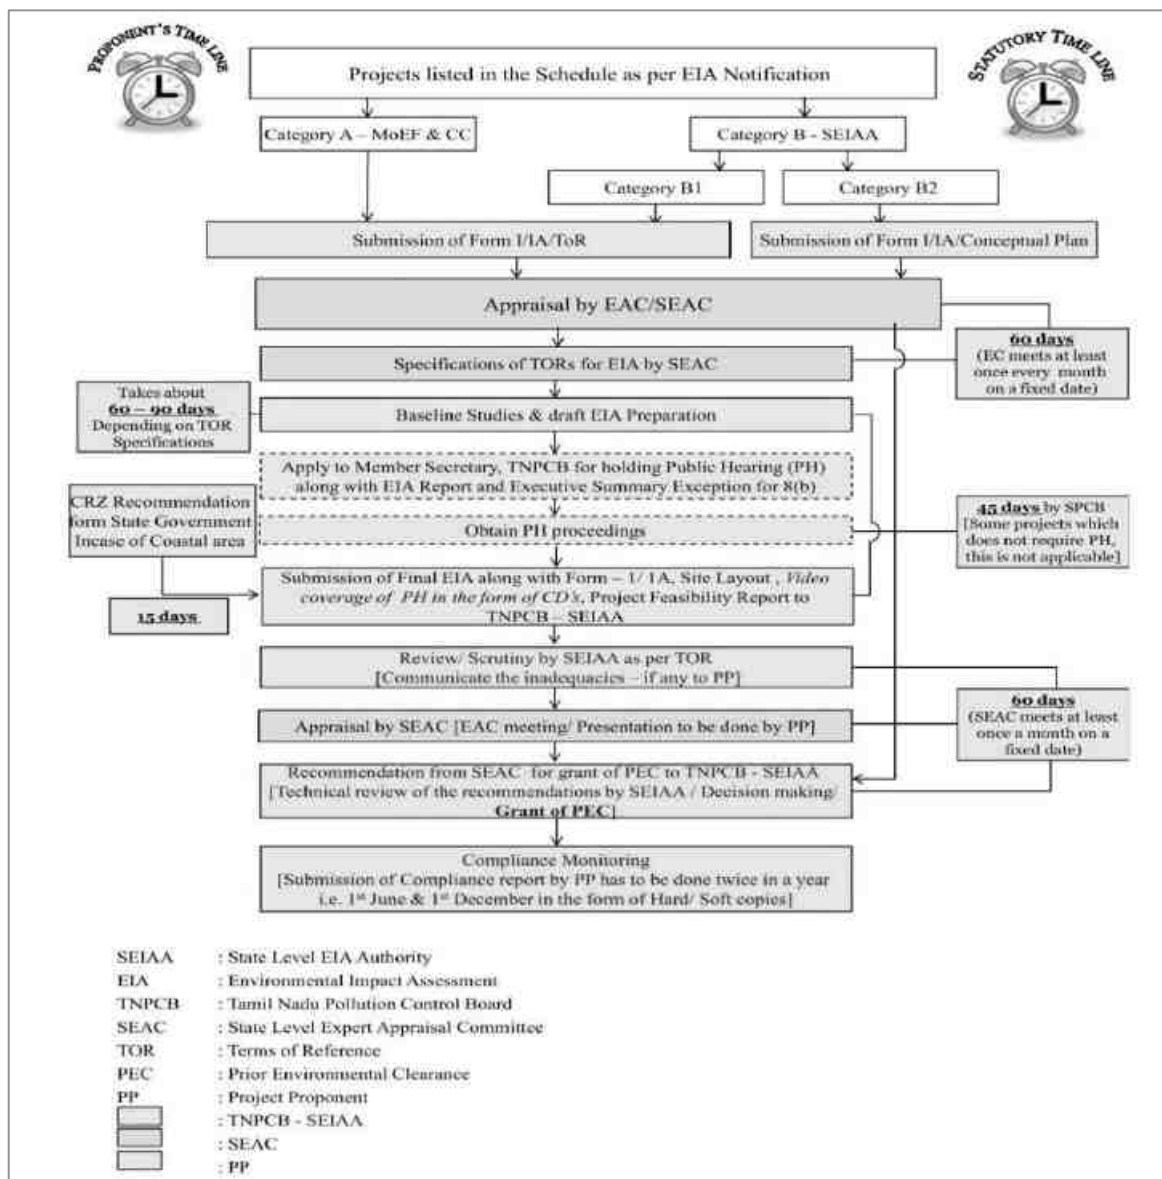 PROPONENT'S TIME LINE
STATUTORY TIME LINE
Projects listed in the Schedule as per EIA Notification
Category A – MoEF & CC
Category B - SEIAA
Category B1
Category B2
Submission of Form I/IA/ToR
Submission of Form I/IA/Conceptual Plan
Appraisal by EAC/SEAC
60 days
(EC meets at least
once every month
on a fixed date)
Specifications of TORs for EIA by SEAC
Takes about
60 – 90 days
Depending on TOR
Specifications
Baseline Studies & draft EIA Preparation
Apply to Member Secretary, TNPCB for holding Public Hearing (PH)
along with EIA Report and Executive Summary Exception for 8(b)
CRZ Recommendation
form State Government
Incase of Coastal area
Obtain PH proceedings
45 days by SPCB
[Some projects which
does not require PH,
this is not applicable]
15 days
Submission of Final EIA along with Form – 1/ 1A, Site Layout , Video
coverage of PH in the form of CD's, Project Feasibility Report to
TNPCB – SEIAA
Review/ Scrutiny by SEIAA as per TOR
[Communicate the inadequacies – if any to PP]
60 days
(SEAC meets at least
once a month on a
fixed date)
Appraisal by SEAC [EAC meeting/ Presentation to be done by PP]
Recommendation from SEAC for grant of PEC to TNPCB - SEIAA
[Technical review of the recommendations by SEIAA / Decision making/
Grant of PEC]
Compliance Monitoring
[Submission of Compliance report by PP has to be done twice in a year
i.e. 1st June & 1st December in the form of Hard/ Soft copies]
SEIAA : State Level EIA Authority
EIA : Environmental Impact Assessment
TNPCB : Tamil Nadu Pollution Control Board
SEAC : State Level Expert Appraisal Committee
TOR : Terms of Reference
PEC : Prior Environmental Clearance
PP : Project Proponent
: TNPCB - SEIAA
: SEAC
: PP